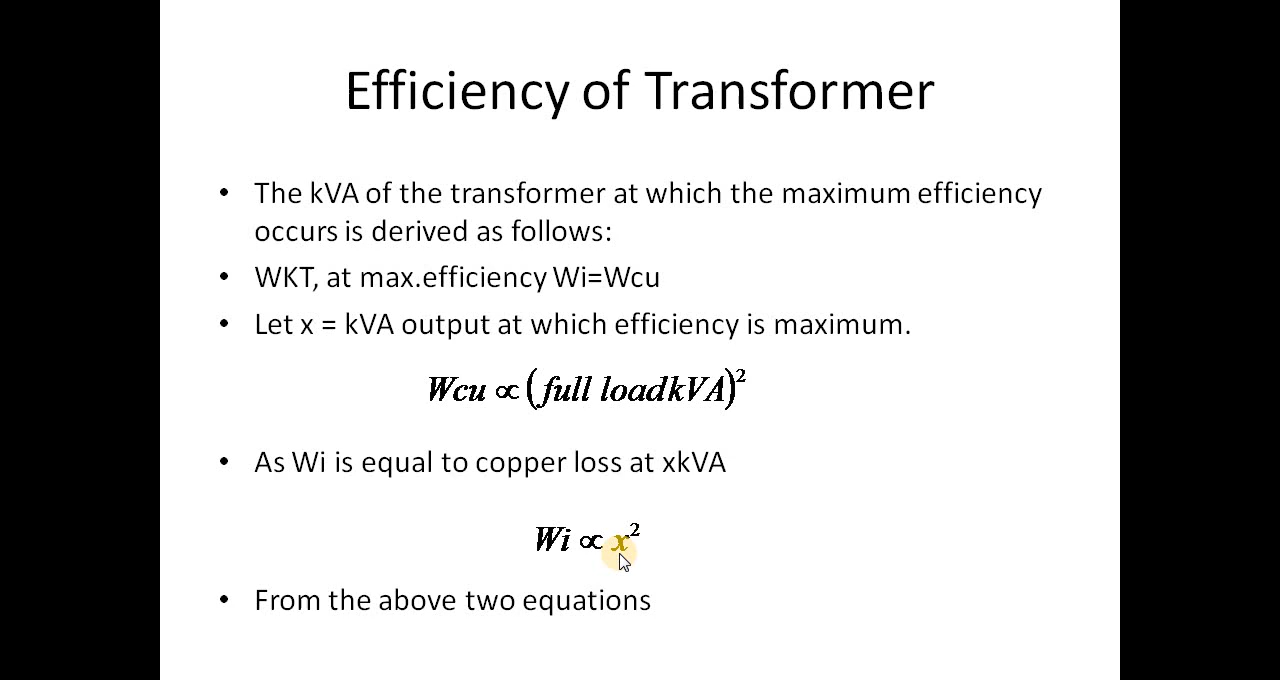 Efficiency of Transformer
• The kVA of the transformer at which the maximum efficiency
occurs is derived as follows:
• WKT, at max.efficiency Wi=Wcu
• Let x = kVA output at which efficiency is maximum.
Wcu ∝ (full loadkVA)²
• As Wi is equal to copper loss at xkVA
Wi ∝ x²
• From the above two equations